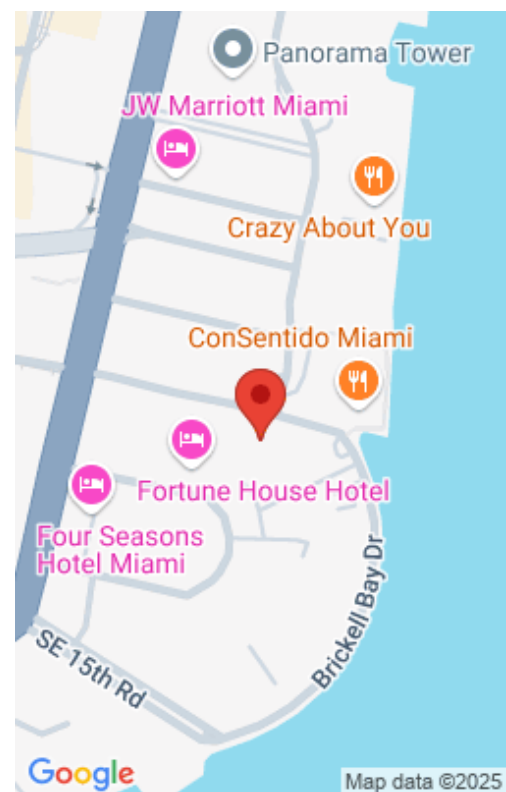 Panorama Tower
JW Marriott Miami
Crazy About You
ConSentido Miami
Fortune House Hotel
Four Seasons
Hotel Miami
Brickell Bay Dr
SE 15th Rd
Google
Map data ©2025